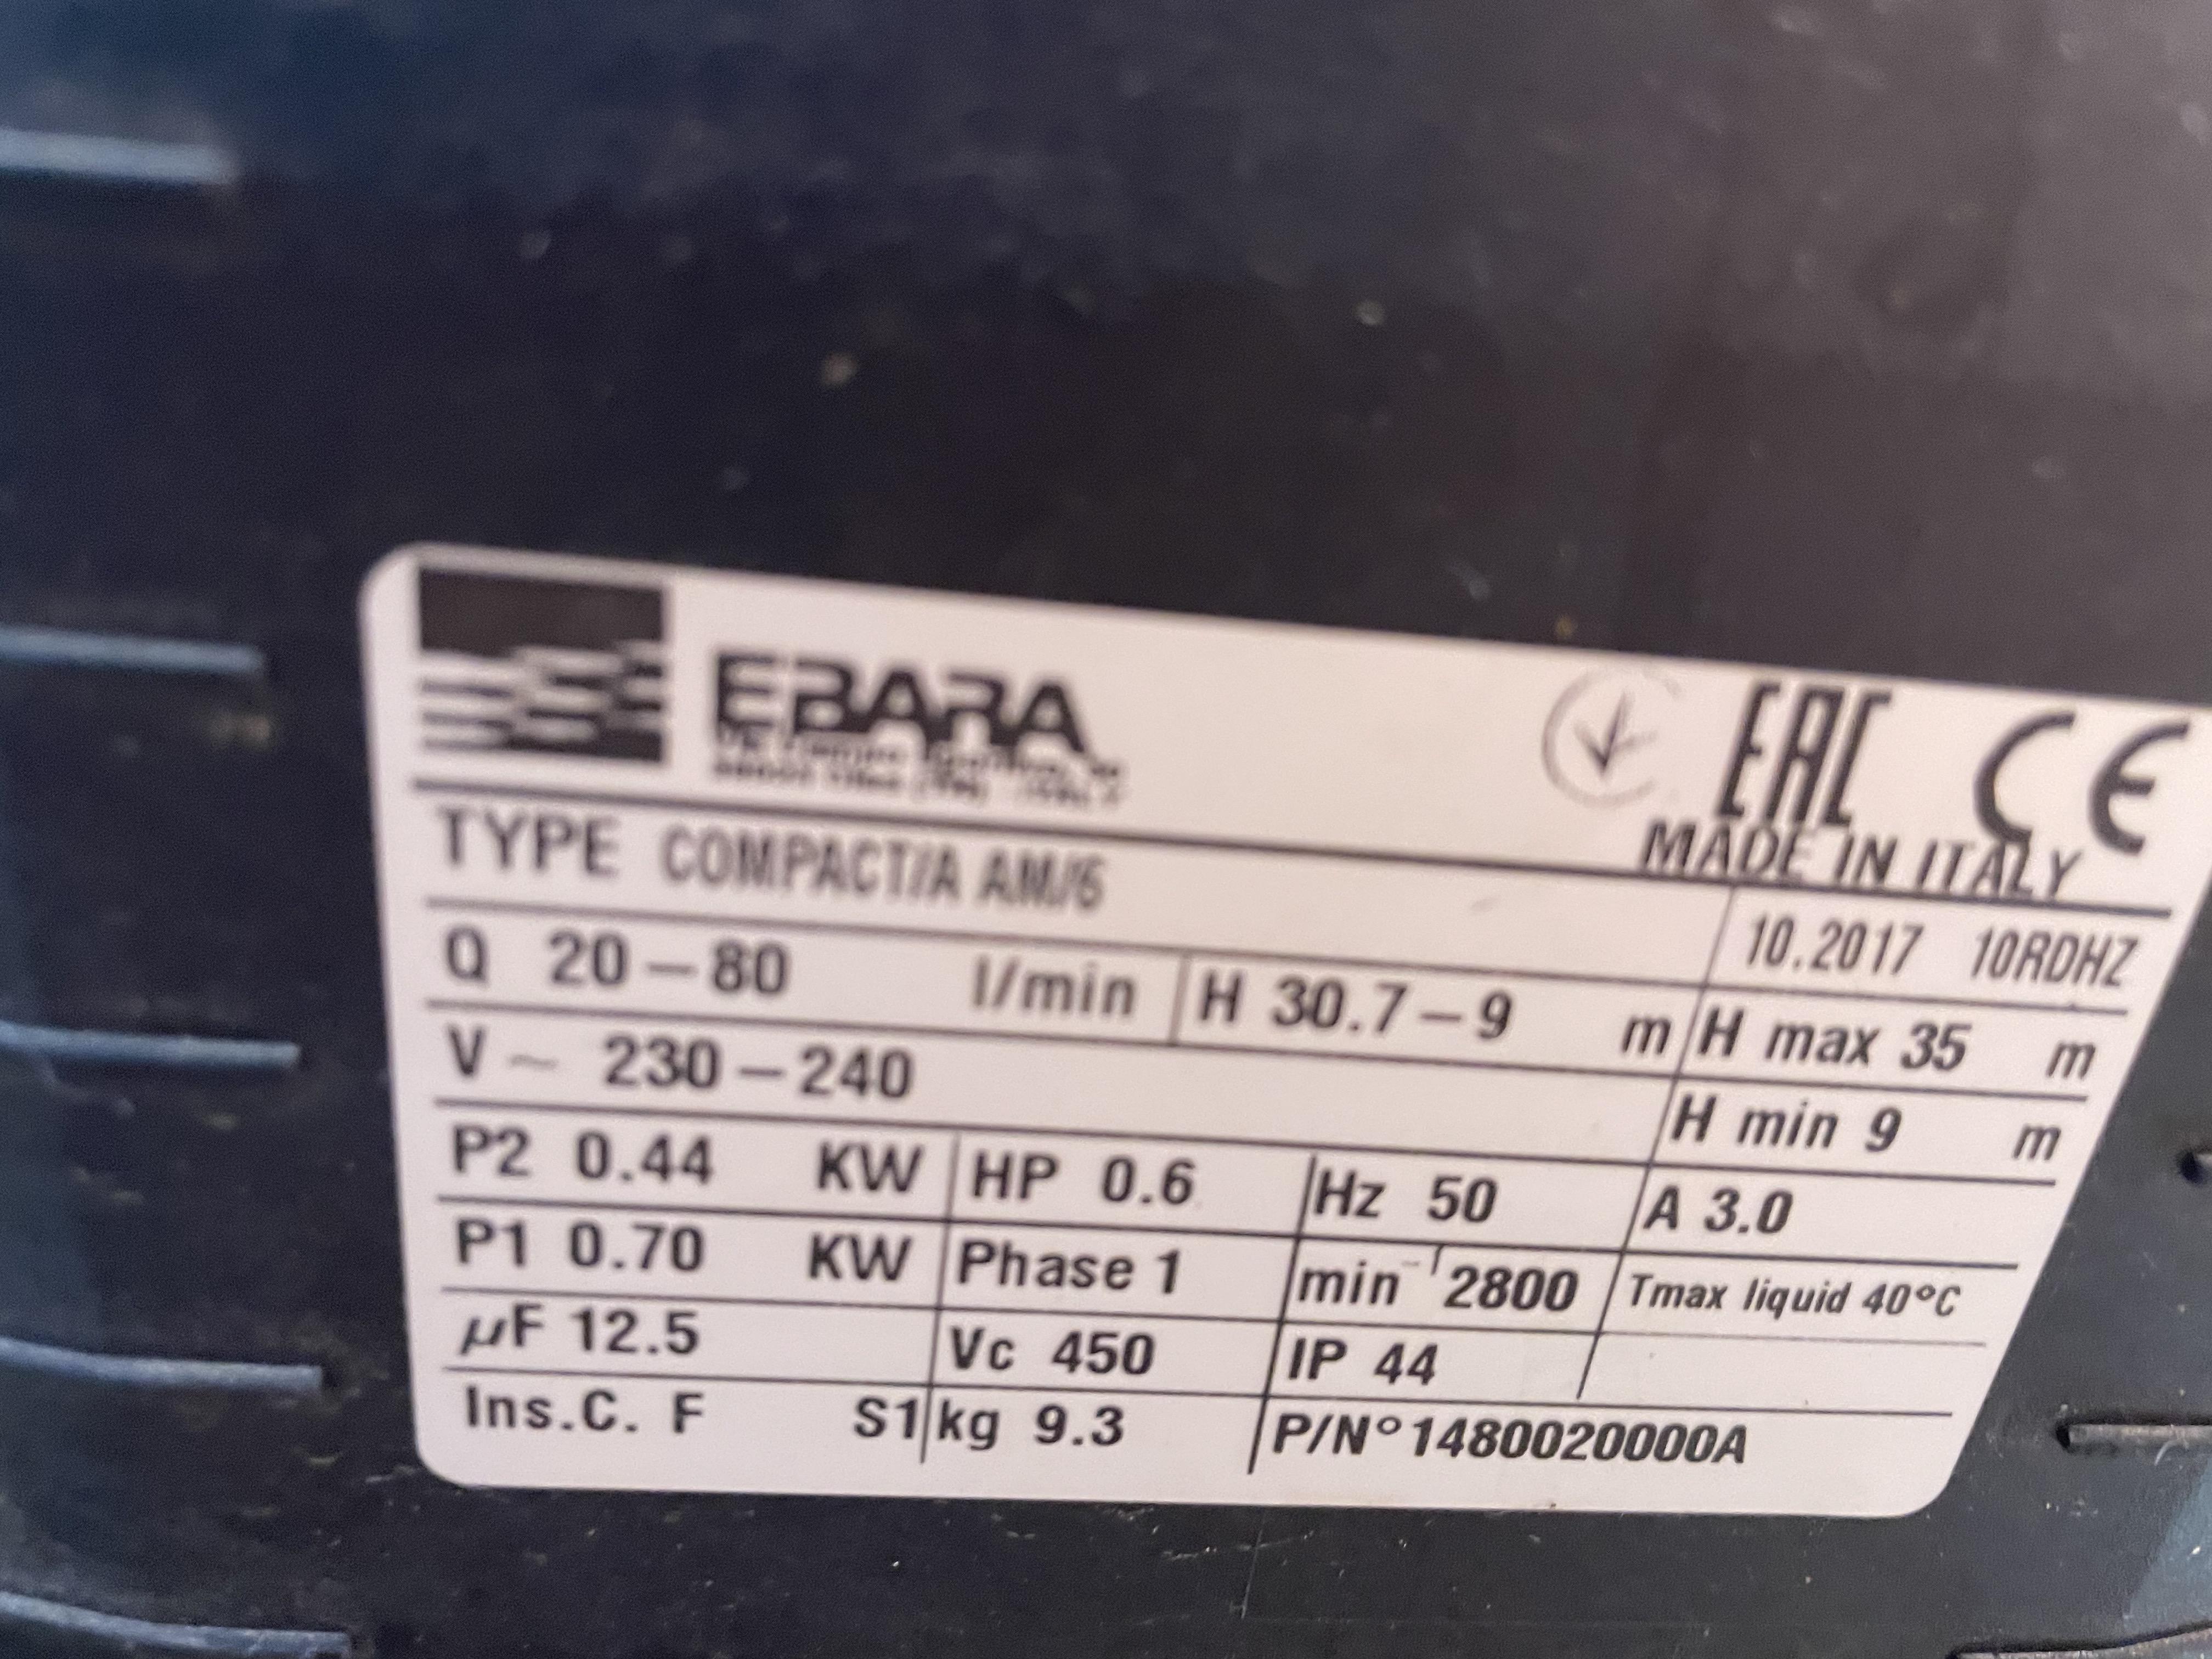 EBARA
EAC CE
MADE IN ITALY
TYPE COMPACT/A AM/6
10.2017 10RDHZ
Q 20-80 l/min H 30.7-9 m H max 35 m
V ~ 230-240 H min 9 m
P2 0.44 KW HP 0.6 Hz 50 A 3.0
P1 0.70 KW Phase 1 min⁻¹ 2800 Tmax liquid 40°C
µF 12.5 Vc 450 IP 44
Ins.C. F S1 kg 9.3 P/N° 1480020000A